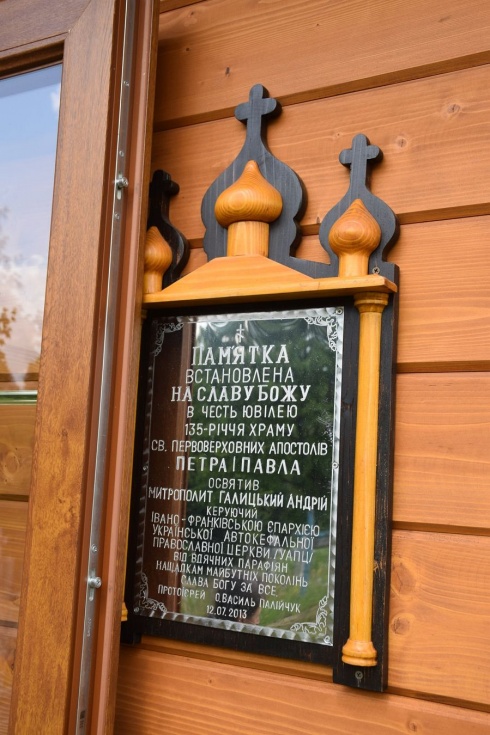 ПАМЯТКА
ВСТАНОВЛЕНА
НА СЛАВУ БОЖУ
В ЧЕСТЬ ЮВІЛЕЮ
135-РІЧЧЯ ХРАМУ
СВ. ПЕРВОВЕРХОВНИХ АПОСТОЛІВ
ПЕТРА І ПАВЛА
ОСВЯТИВ
МИТРОПОЛИТ ГАЛИЦЬКИЙ АНДРІЙ
КЕРУЮЧИЙ
ІВАНО-ФРАНКІВСЬКОЮ ЄПАРХІЄЮ
УКРАЇНСЬКОЇ АВТОКЕФАЛЬНОЇ
ПРАВОСЛАВНОЇ ЦЕРКВИ /УАПЦ/
ВІД ВДЯЧНИХ ПАРАФІЯН
НАЩАДКАМ МАЙБУТНІХ ПОКОЛІНЬ
СЛАВА БОГУ ЗА ВСЕ
ПРОТОІЄРЕЙ О.ВАСИЛЬ ПАЛІЙЧУК
12.07.2013